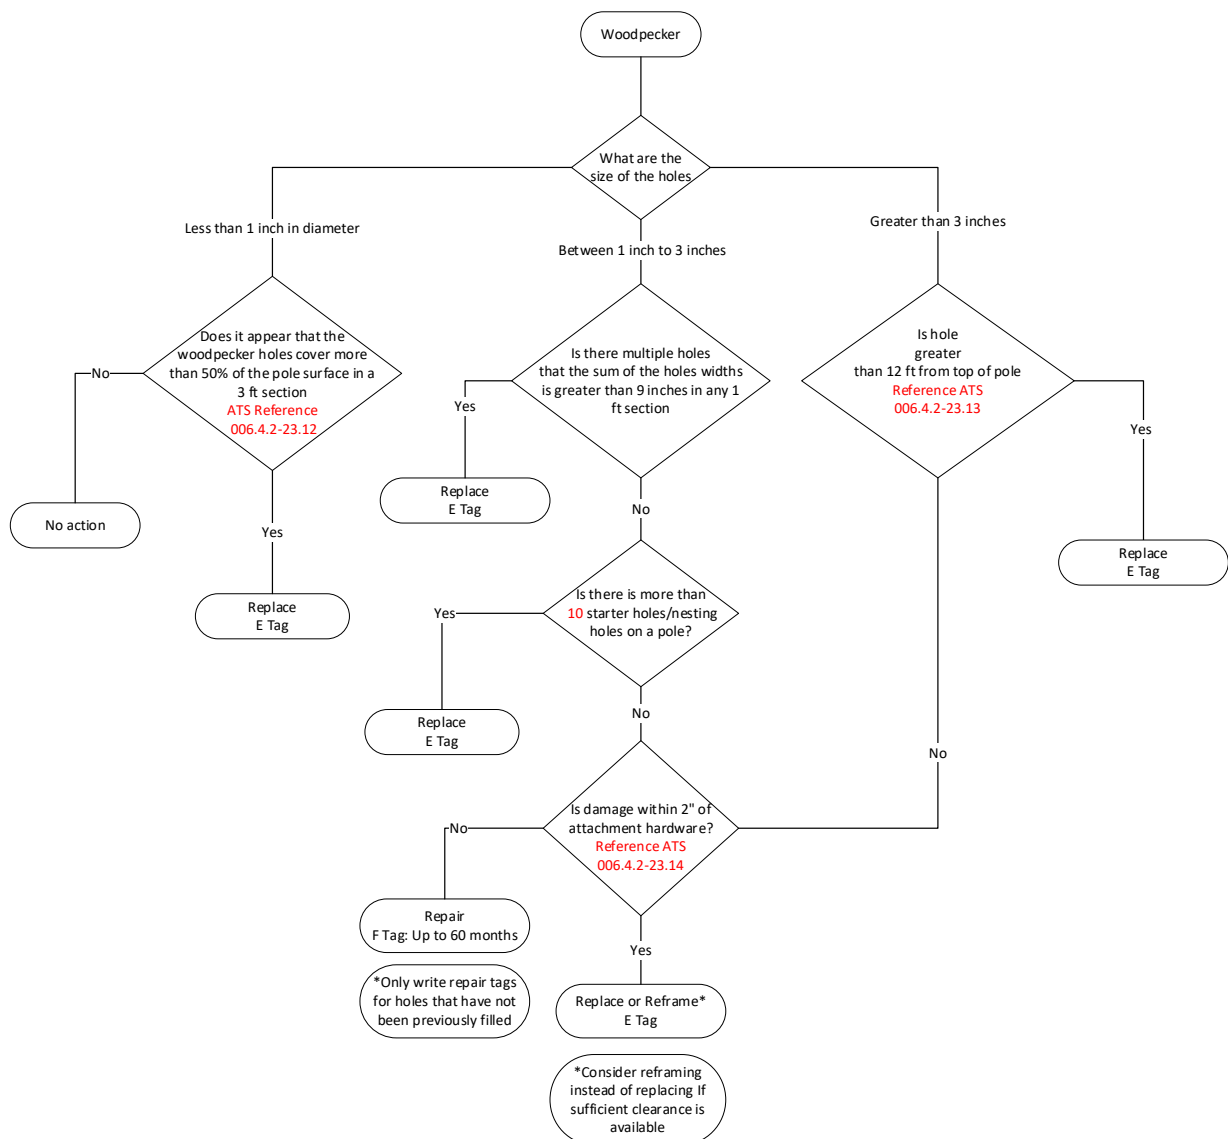 Woodpecker
What are the
size of the holes
Less than 1 inch in diameter
Between 1 inch to 3 inches
Greater than 3 inches
Does it appear that the
woodpecker holes cover more
than 50% of the pole surface in a
3 ft section
ATS Reference
006.4.2-23.12
Is there multiple holes
that the sum of the holes widths
is greater than 9 inches in any 1
ft section
Is hole
greater
than 12 ft from top of pole
Reference ATS
006.4.2-23.13
No
Yes
Yes
No action
Yes
Replace
E Tag
No
Replace
E Tag
Replace
E Tag
Yes
Is there is more than
10 starter holes/nesting
holes on a pole?
Replace
E Tag
No
No
Is damage within 2" of
attachment hardware?
Reference ATS
006.4.2-23.14
No
Repair
F Tag: Up to 60 months
Yes
*Only write repair tags
for holes that have not
been previously filled
Replace or Reframe*
E Tag
*Consider reframing
instead of replacing If
sufficient clearance is
available